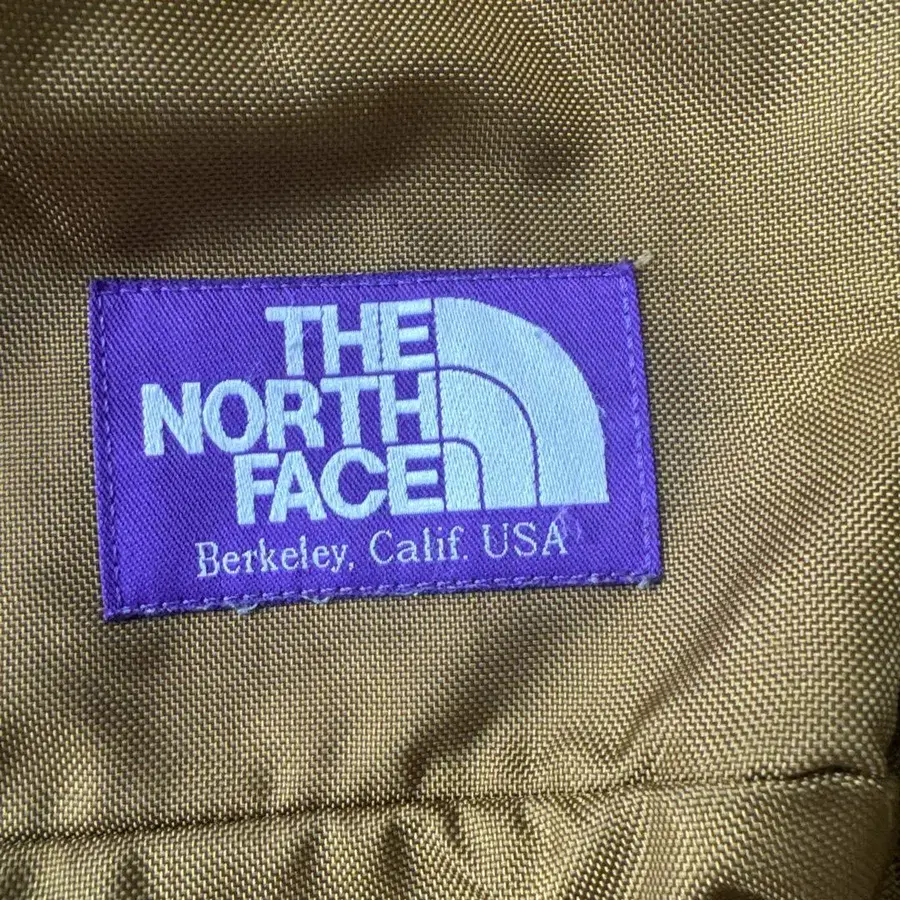 THE
NORTH
FACE
Berkeley, Calif. USA